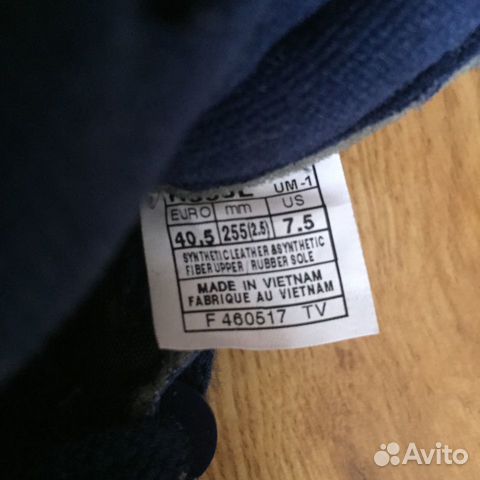 UM-1
EURO mm US
40.5 255(2.5) 7.5
SYNTHETIC LEATHER & SYNTHETIC
FIBER UPPER / RUBBER SOLE
MADE IN VIETNAM
FABRIQUE AU VIETNAM
F 460517 TV
Avito